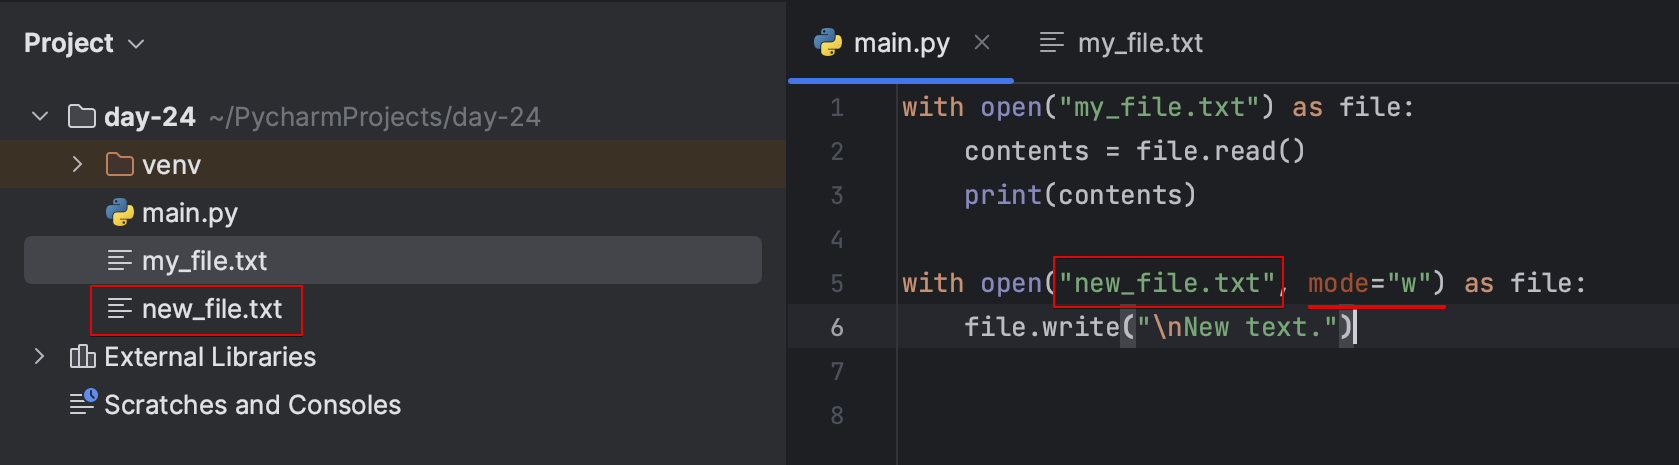 Project
day-24 ~/PycharmProjects/day-24
venv
main.py
my_file.txt
new_file.txt
External Libraries
Scratches and Consoles
main.py
my_file.txt
1 with open("my_file.txt") as file:
2     contents = file.read()
3     print(contents)
4
5 with open("new_file.txt", mode="w") as file:
6     file.write("\nNew text.")
7
8